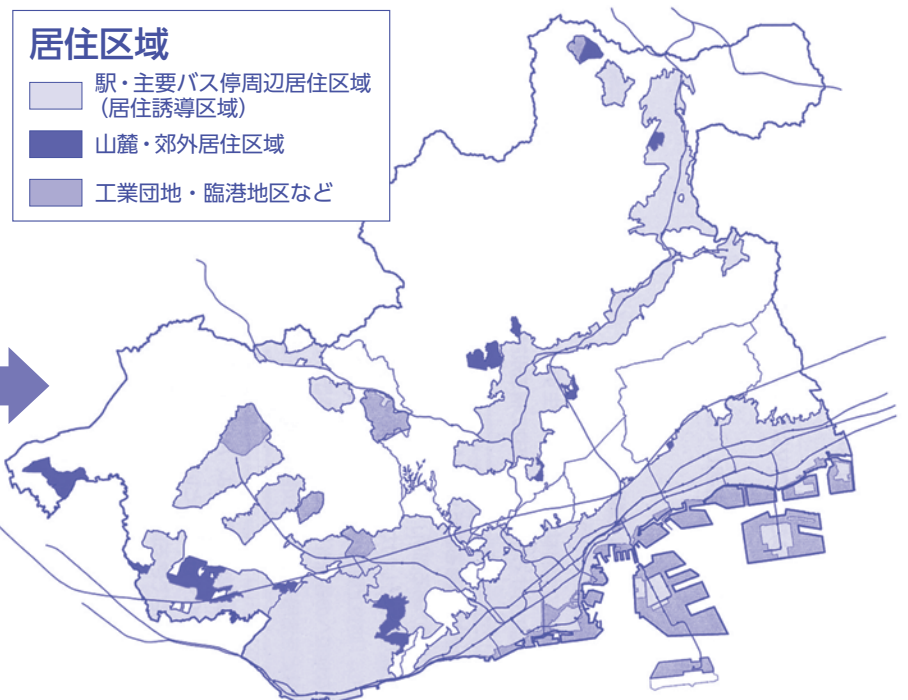 居住区域
駅・主要バス停周辺居住区域
（居住誘導区域）
山麓・郊外居住区域
工業団地・臨港地区など